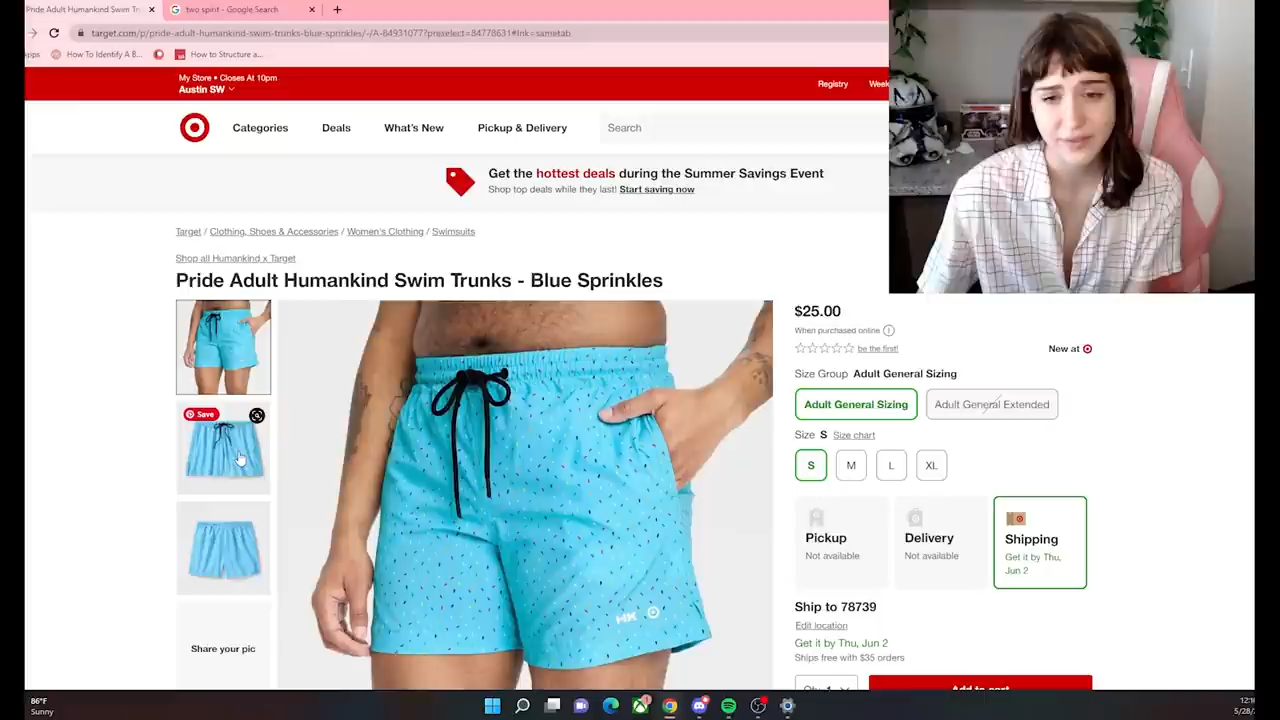 Pride Adult Humankind Swim Tr
two spirit - Google Search
target.com/p/pride-adult-humankind-swim-trunks-blue-sprinkles/-/A-84931077?preselect=84778631#lnk=sametab
How To Identify A B...
How to Structure a...
My Store • Closes At 10pm
Austin SW
Registry
Categories
Deals
What's New
Pickup & Delivery
Search
Get the hottest deals during the Summer Savings Event
Shop top deals while they last! Start saving now
Target / Clothing, Shoes & Accessories / Women's Clothing / Swimsuits
Shop all Humankind x Target
Pride Adult Humankind Swim Trunks - Blue Sprinkles
$25.00
When purchased online
be the first!
New at
Size Group Adult General Sizing
Adult General Sizing
Adult General Extended
Save
Size S Size chart
S
M
L
XL
Pickup
Not available
Delivery
Not available
Shipping
Get it by Thu,
Jun 2
HK
Ship to 78739
Edit location
Get it by Thu, Jun 2
Ships free with $35 orders
Share your pic
Qty 1
Add to cart
86°F
Sunny